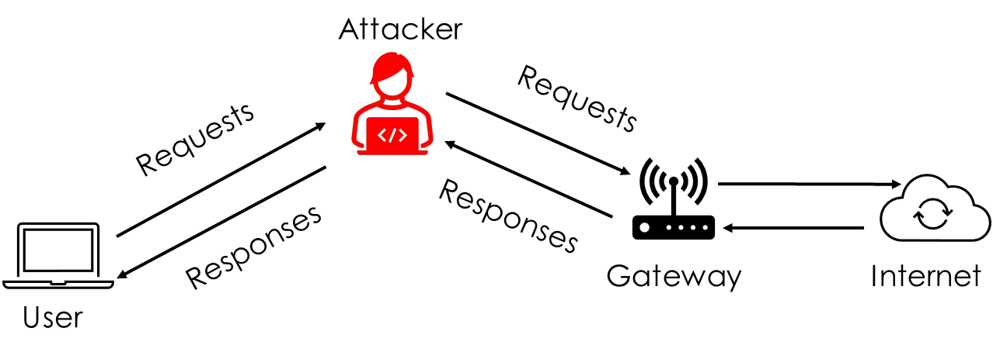 Attacker
Requests
Requests
Responses
Responses
Gateway
Internet
User